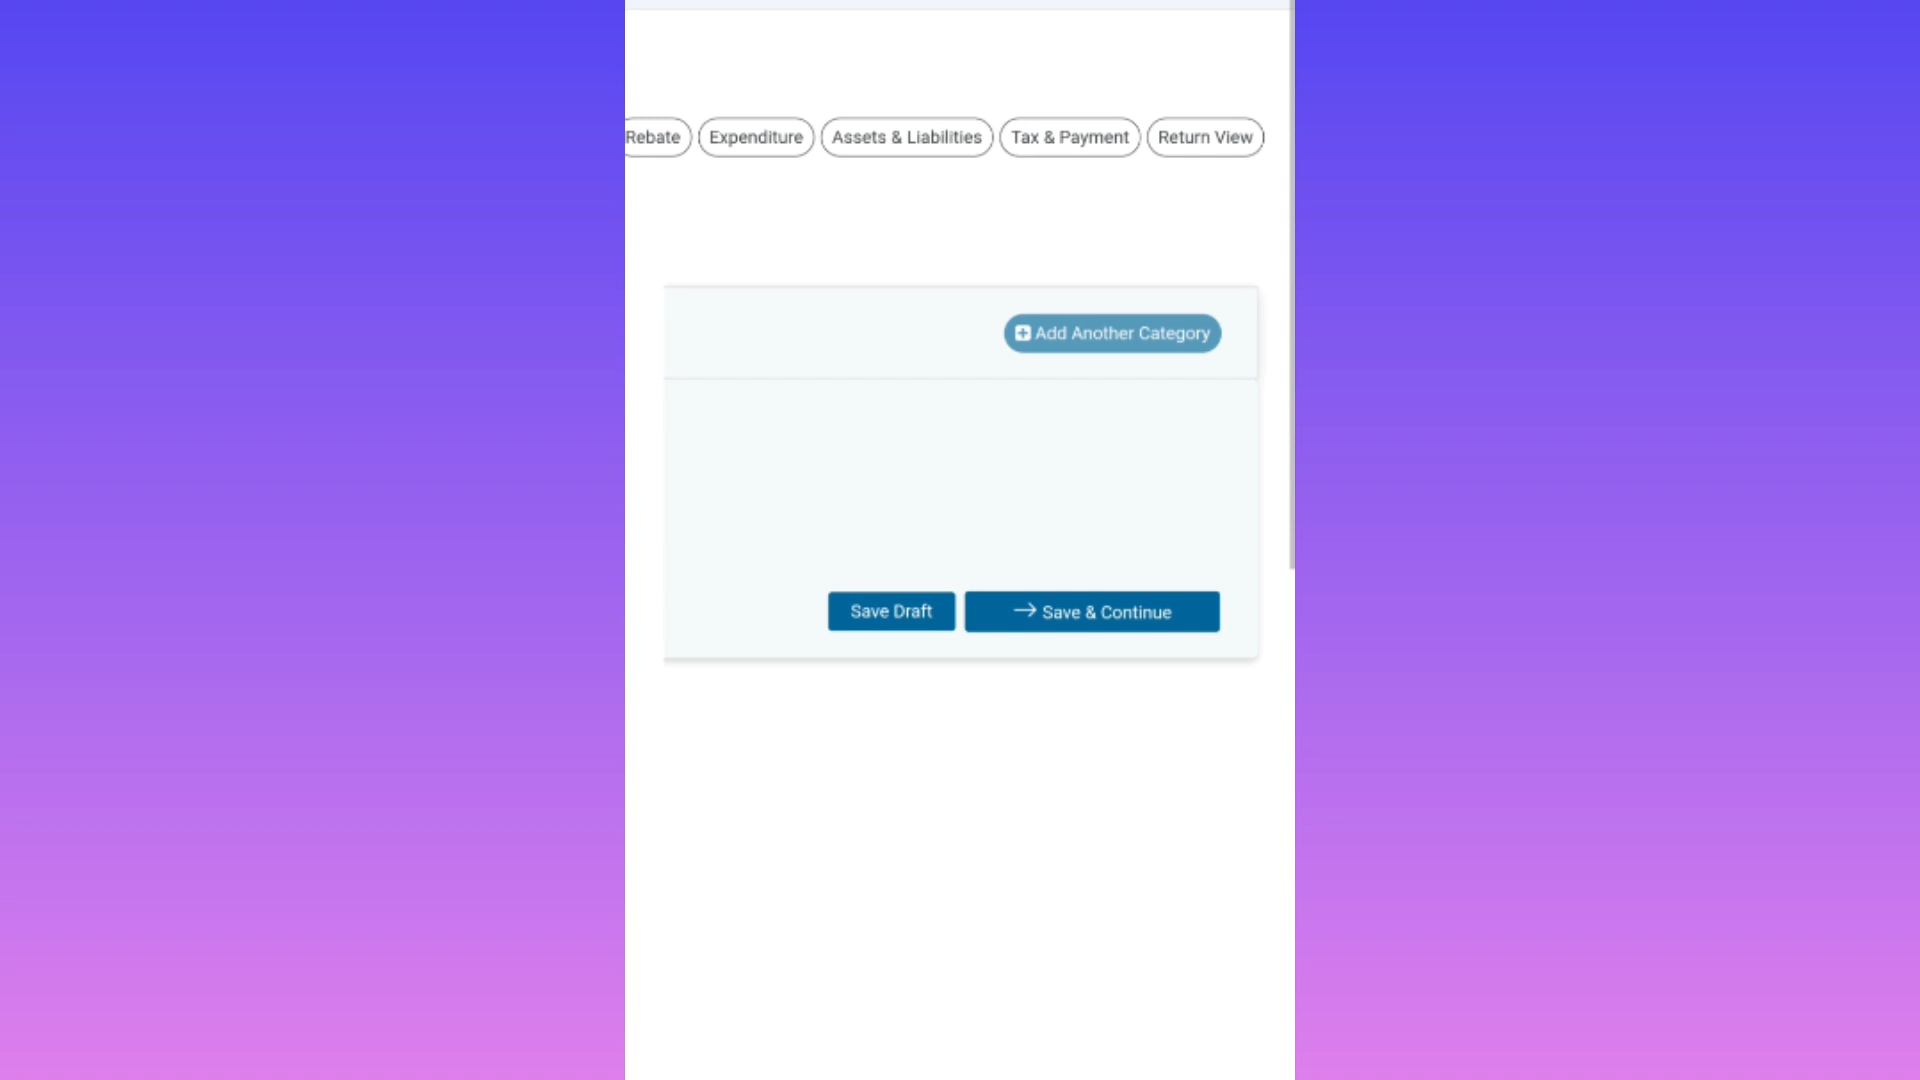 Rebate Expenditure Assets & Liabilities Tax & Payment Return View
Add Another Category
Save Draft → Save & Continue